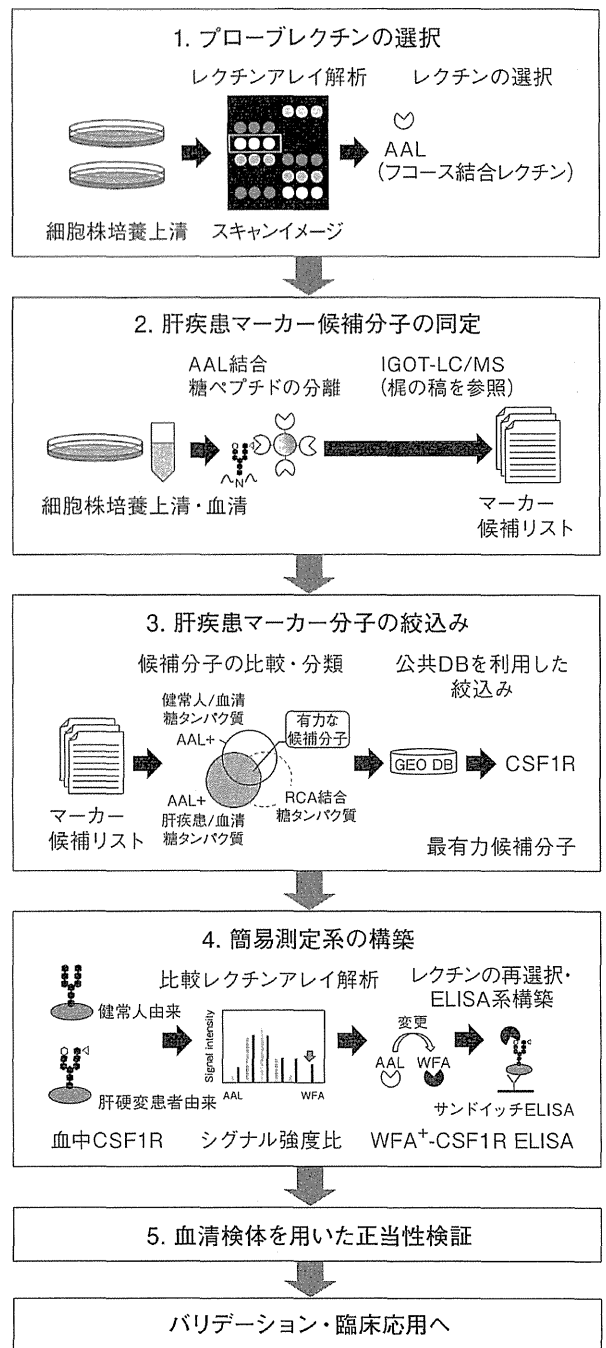 1. プローブレクチンの選択
レクチンアレイ解析
レクチンの選択
AAL
(フコース結合レクチン)
細胞株培養上清
スキャンイメージ
2. 肝疾患マーカー候補分子の同定
AAL結合
糖ペプチドの分離
IGOT-LC/MS
(梶の稿を参照)
N
細胞株培養上清・血清
マーカー
候補リスト
3. 肝疾患マーカー分子の絞込み
候補分子の比較・分類
公共DBを利用した
絞込み
健常人/血清
糖タンパク質
AAL+
有力な
候補分子
GEO DB
CSF1R
マーカー
候補リスト
AAL+
肝疾患/血清
糖タンパク質
RCA結合
糖タンパク質
最有力候補分子
4. 簡易測定系の構築
比較レクチンアレイ解析
レクチンの再選択・
ELISA系構築
健常人由来
Signal intensity
AAL
WFA
変更
AAL
WFA
肝硬変患者由来
サンドイッチELISA
血中CSF1R
シグナル強度比
WFA⁺-CSF1R ELISA
5. 血清検体を用いた正当性検証
バリデーション・臨床応用へ